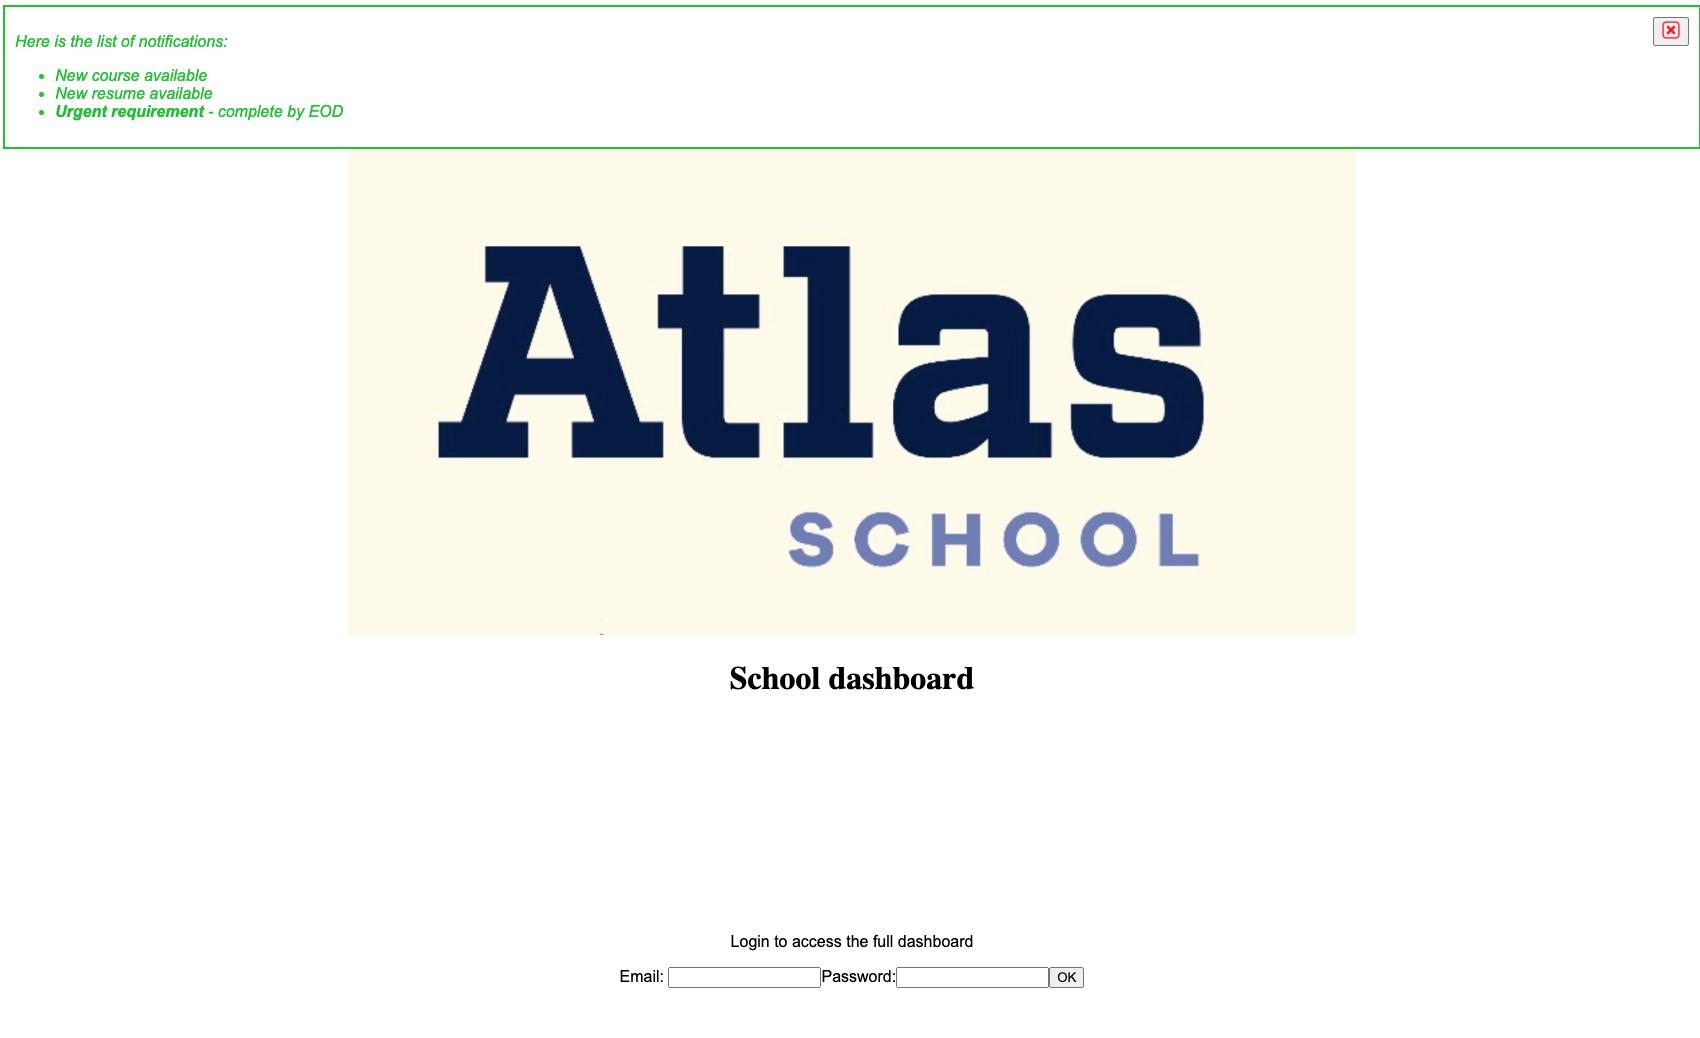 Here is the list of notifications:
New course available
New resume available
Urgent requirement - complete by EOD
Atlas
SCHOOL
School dashboard
Login to access the full dashboard
Email: Password: OK